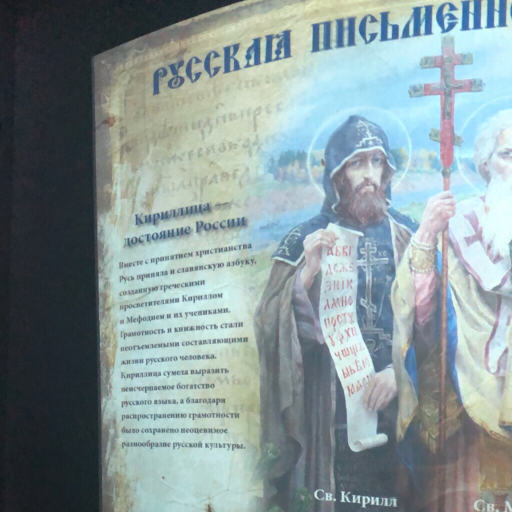 РУССКАЯ ПИСЬМЕНН
Кириллица —
достояние России
Вместе с принятием христианства
Русь приняла и славянскую азбуку,
созданную греческими
просветителями Кириллом
и Мефодием и их учениками.
Грамотность и книжность стали
неотъемлемыми составляющими
жизни русского человека.
Кириллица сумела выразить
неисчерпаемое богатство
русского языка, а благодаря
распространению грамотности
было сохранено неоценимое
разнообразие русской культуры.
Св. Кирилл
Св. М